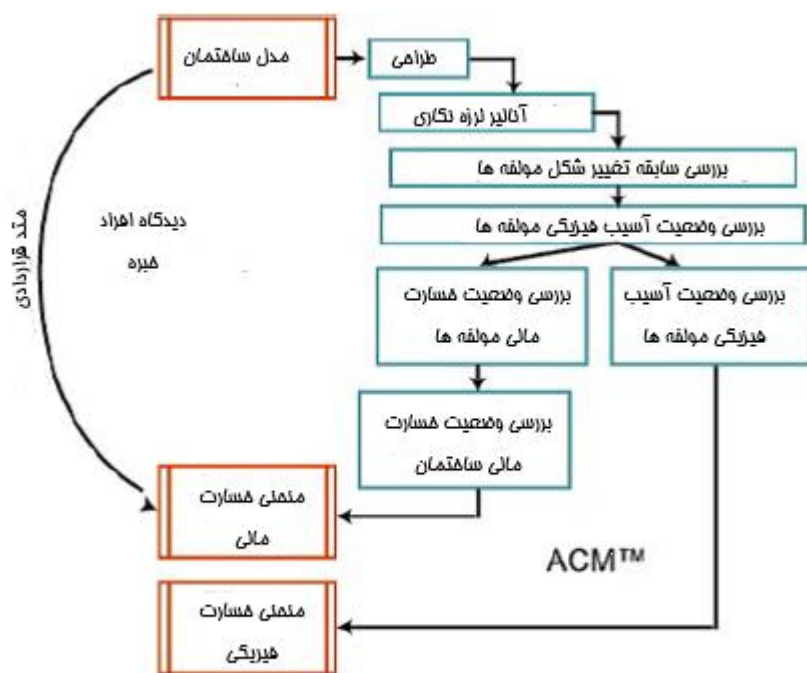 مدل ساختمان
طراحی
آنالیز لرزه نگاری
بررسی سابقه تغییر شکل مولفه ها
بررسی وضعیت آسیب فیزیکی مولفه ها
بررسی وضعیت خسارت
مالی مولفه ها
بررسی وضعیت آسیب
فیزیکی مولفه ها
بررسی وضعیت خسارت
مالی ساختمان
متد قراردادی
دیدگاه افراد
خبره
منحنی خسارت
مالی
ACM™
منحنی خسارت
فیزیکی